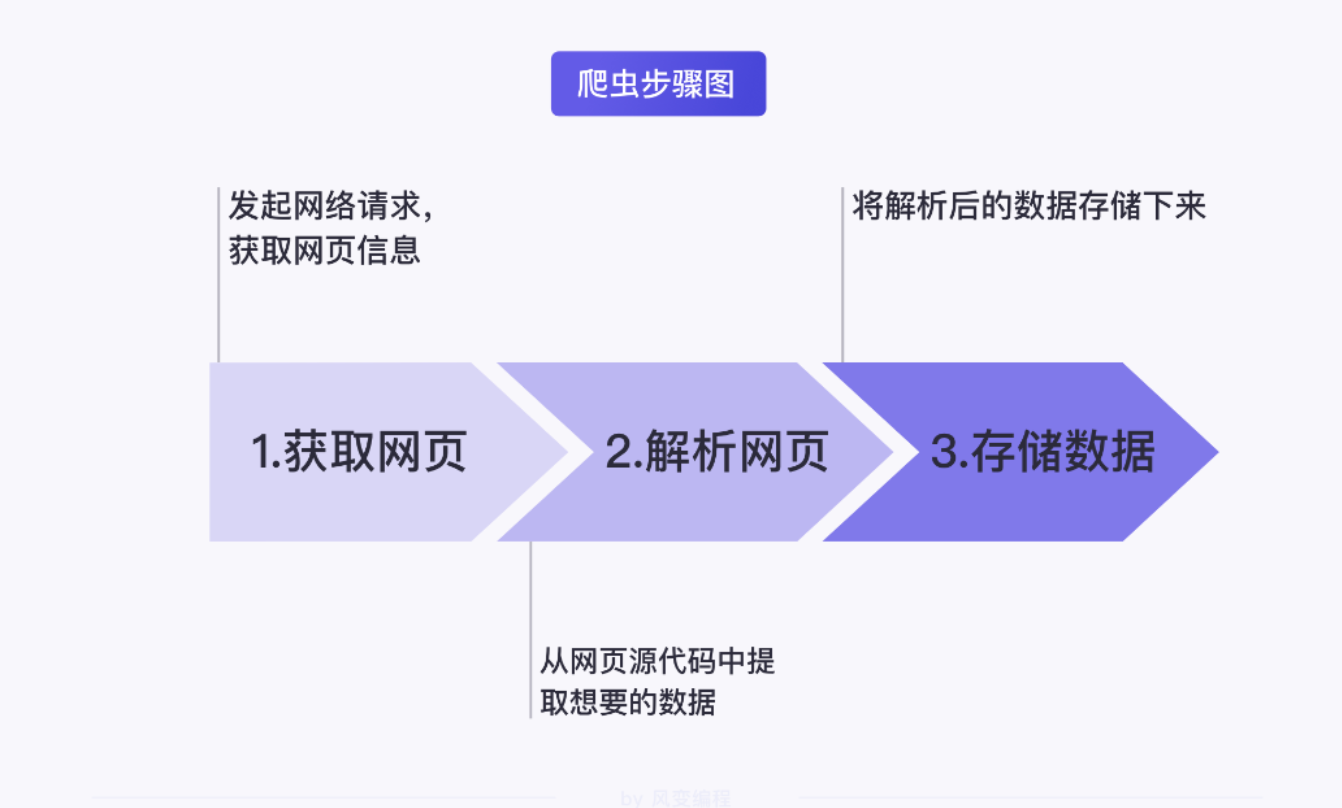 爬虫步骤图
发起网络请求，
获取网页信息
将解析后的数据存储下来
1.获取网页
2.解析网页
3.存储数据
从网页源代码中提
取想要的数据
by 风变编程